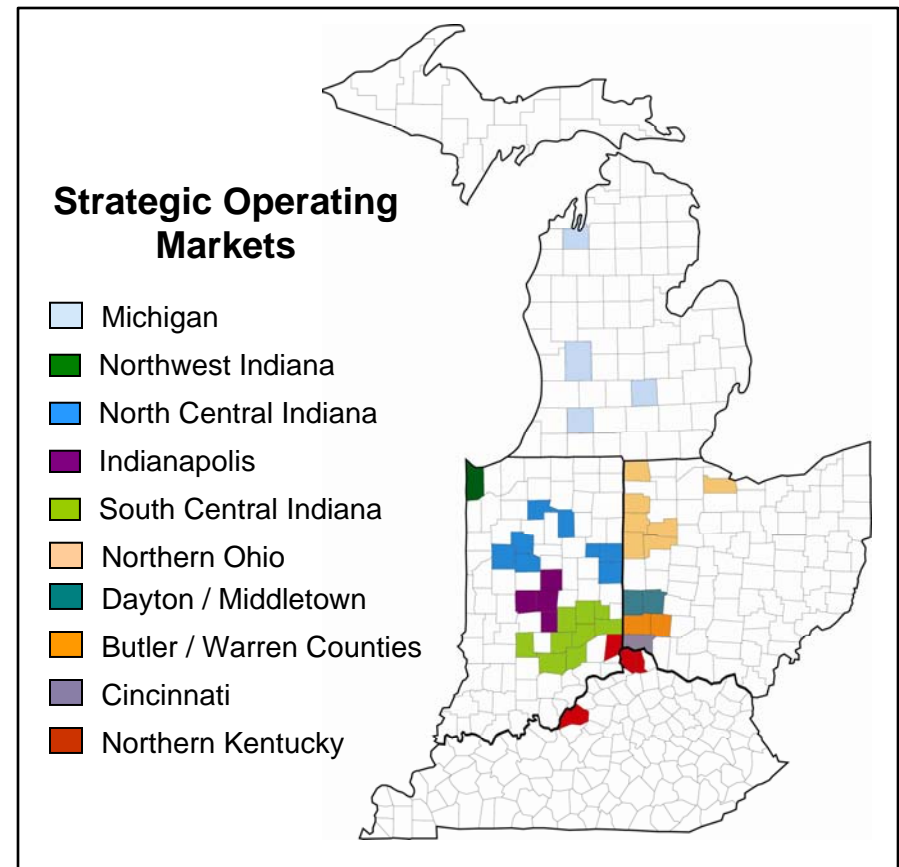 Strategic Operating
Markets
Michigan
Northwest Indiana
North Central Indiana
Indianapolis
South Central Indiana
Northern Ohio
Dayton / Middletown
Butler / Warren Counties
Cincinnati
Northern Kentucky